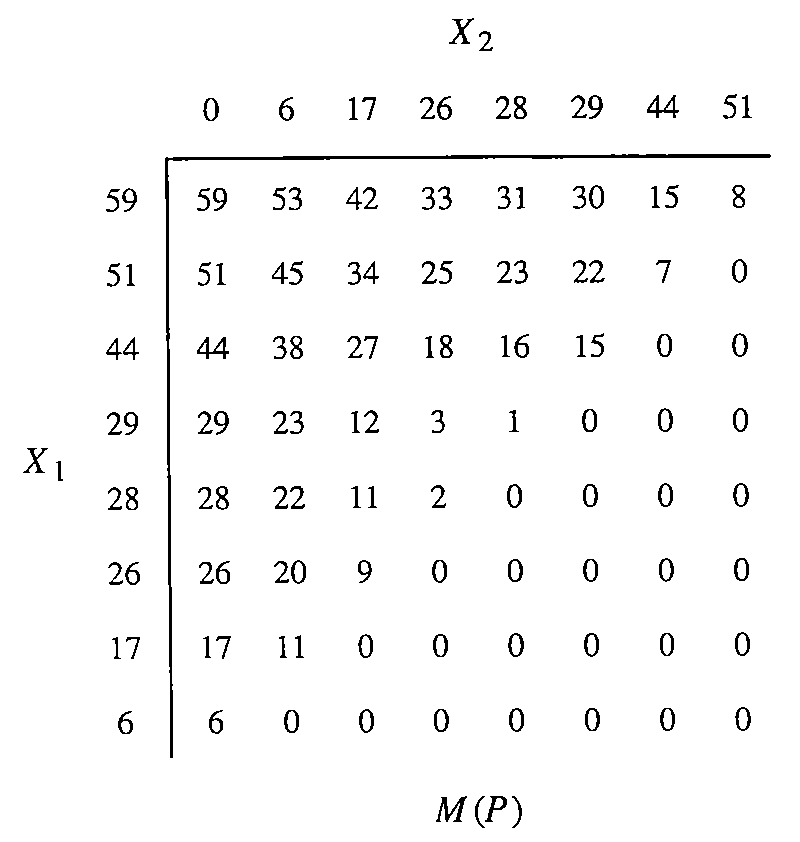 X2
0 6 17 26 28 29 44 51
59 59 53 42 33 31 30 15 8
51 51 45 34 25 23 22 7 0
44 44 38 27 18 16 15 0 0
29 29 23 12 3 1 0 0 0
X1
28 28 22 11 2 0 0 0 0
26 26 20 9 0 0 0 0 0
17 17 11 0 0 0 0 0 0
6 6 0 0 0 0 0 0 0
M (P)